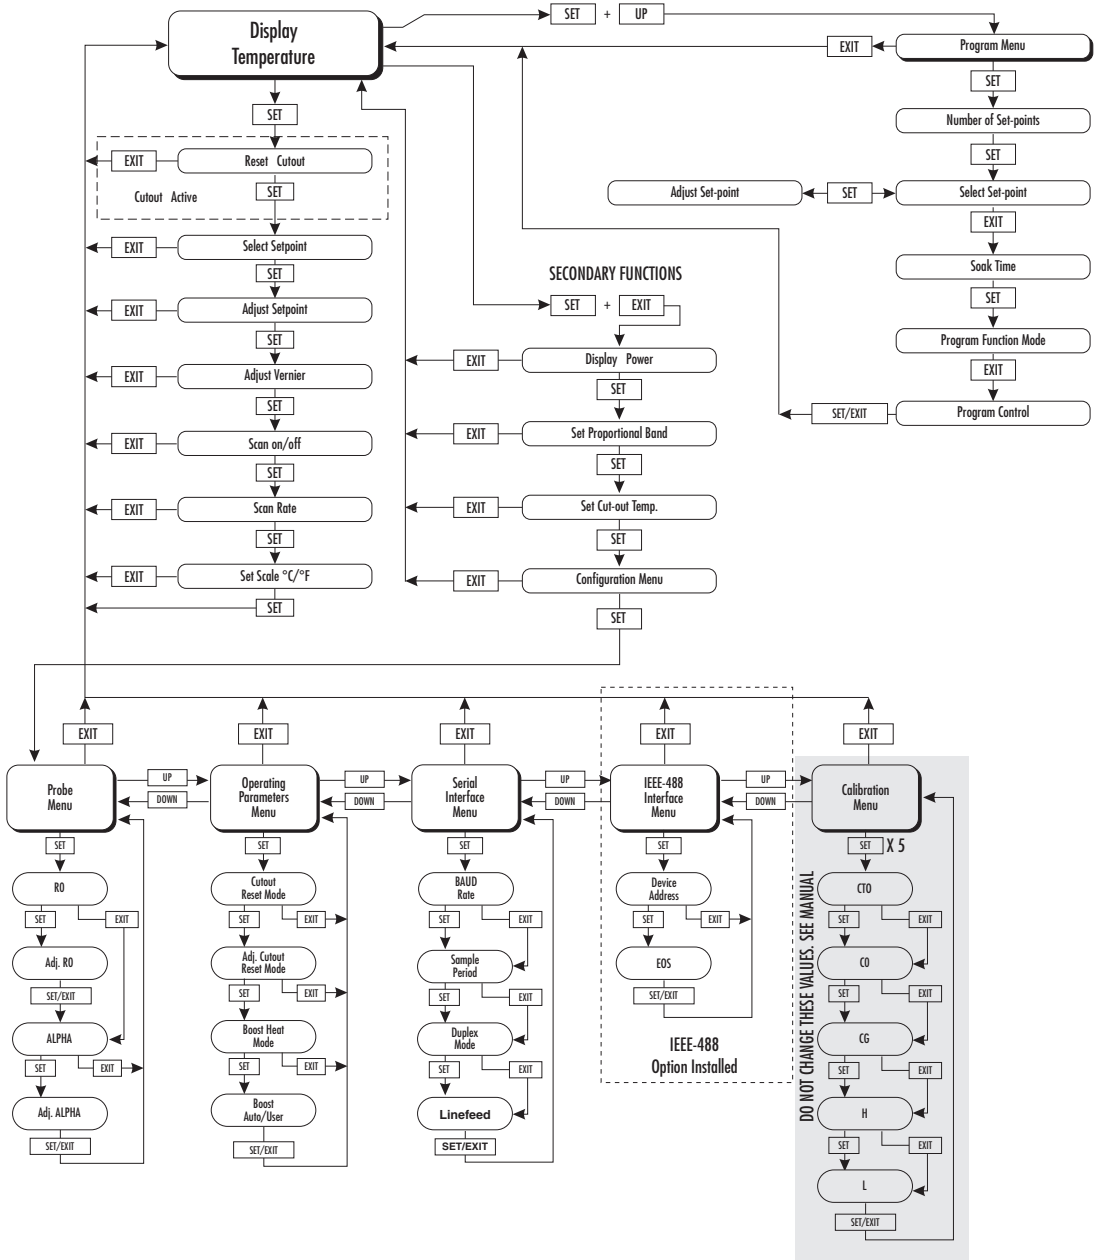 Display
Temperature
SET + UP
EXIT
Program Menu
SET
Number of Set-points
SET
Adjust Set-point
SET
Select Set-point
EXIT
Soak Time
SET
Program Function Mode
EXIT
SET/EXIT
Program Control
SET
EXIT
Reset Cutout
Cutout Active
SET
EXIT
Select Setpoint
SET
EXIT
Adjust Setpoint
SET
EXIT
Adjust Vernier
SET
EXIT
Scan on/off
SET
EXIT
Scan Rate
SET
EXIT
Set Scale °C/°F
SET
SECONDARY FUNCTIONS
SET + EXIT
EXIT
Display Power
SET
EXIT
Set Proportional Band
SET
EXIT
Set Cut-out Temp.
SET
EXIT
Configuration Menu
SET
EXIT
Probe
Menu
UP
DOWN
SET
R0
SET
EXIT
Adj. R0
SET/EXIT
ALPHA
SET
EXIT
Adj. ALPHA
SET/EXIT
EXIT
Operating
Parameters
Menu
UP
DOWN
SET
Cutout
Reset Mode
SET
EXIT
Adj. Cutout
Reset Mode
SET
EXIT
Boost Heat
Mode
SET
EXIT
Boost
Auto/User
SET/EXIT
EXIT
Serial
Interface
Menu
UP
DOWN
SET
BAUD
Rate
SET
EXIT
Sample
Period
SET
EXIT
Duplex
Mode
SET
EXIT
Linefeed
SET/EXIT
EXIT
IEEE-488
Interface
Menu
UP
DOWN
SET
Device
Address
SET
EXIT
EOS
SET/EXIT
IEEE-488
Option Installed
EXIT
Calibration
Menu
SET X 5
DO NOT CHANGE THESE VALUES. SEE MANUAL
CTO
SET
EXIT
CO
SET
EXIT
CG
SET
EXIT
H
SET
EXIT
L
SET/EXIT